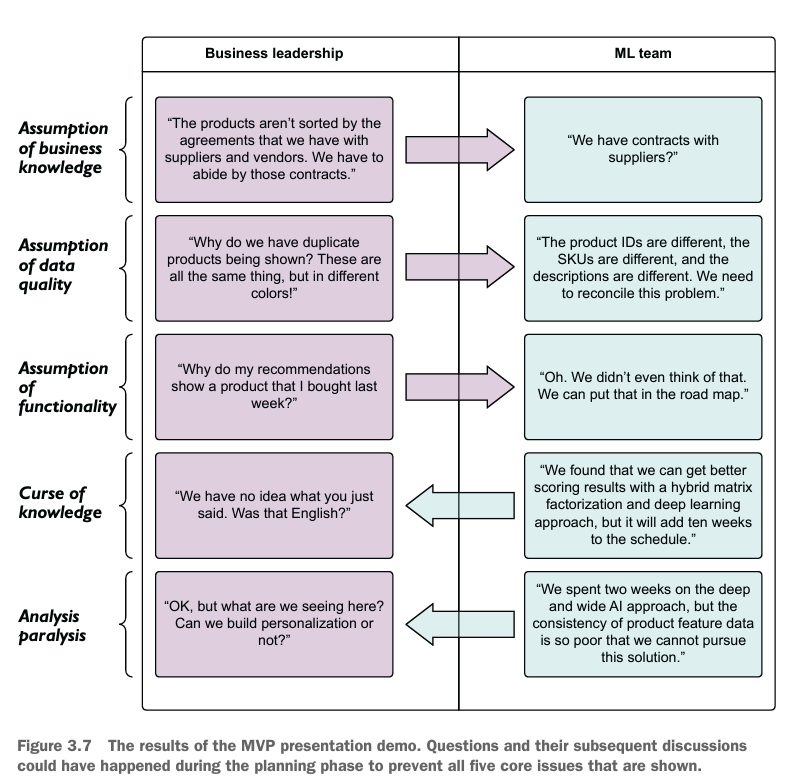 Business leadership
ML team
Assumption
of business
knowledge
“The products aren’t sorted by the
agreements that we have with
suppliers and vendors. We have to
abide by those contracts.”
“We have contracts with
suppliers?”
Assumption
of data
quality
“Why do we have duplicate
products being shown? These are
all the same thing, but in different
colors!”
“The product IDs are different, the
SKUs are different, and the
descriptions are different. We need
to reconcile this problem.”
Assumption
of
functionality
“Why do my recommendations
show a product that I bought last
week?”
“Oh. We didn’t even think of that.
We can put that in the road map.”
Curse of
knowledge
“We have no idea what you just
said. Was that English?”
“We found that we can get better
scoring results with a hybrid matrix
factorization and deep learning
approach, but it will add ten weeks
to the schedule.”
Analysis
paralysis
“OK, but what are we seeing here?
Can we build personalization or
not?”
“We spent two weeks on the deep
and wide AI approach, but the
consistency of product feature data
is so poor that we cannot pursue
this solution.”
Figure 3.7 The results of the MVP presentation demo. Questions and their subsequent discussions
could have happened during the planning phase to prevent all five core issues that are shown.